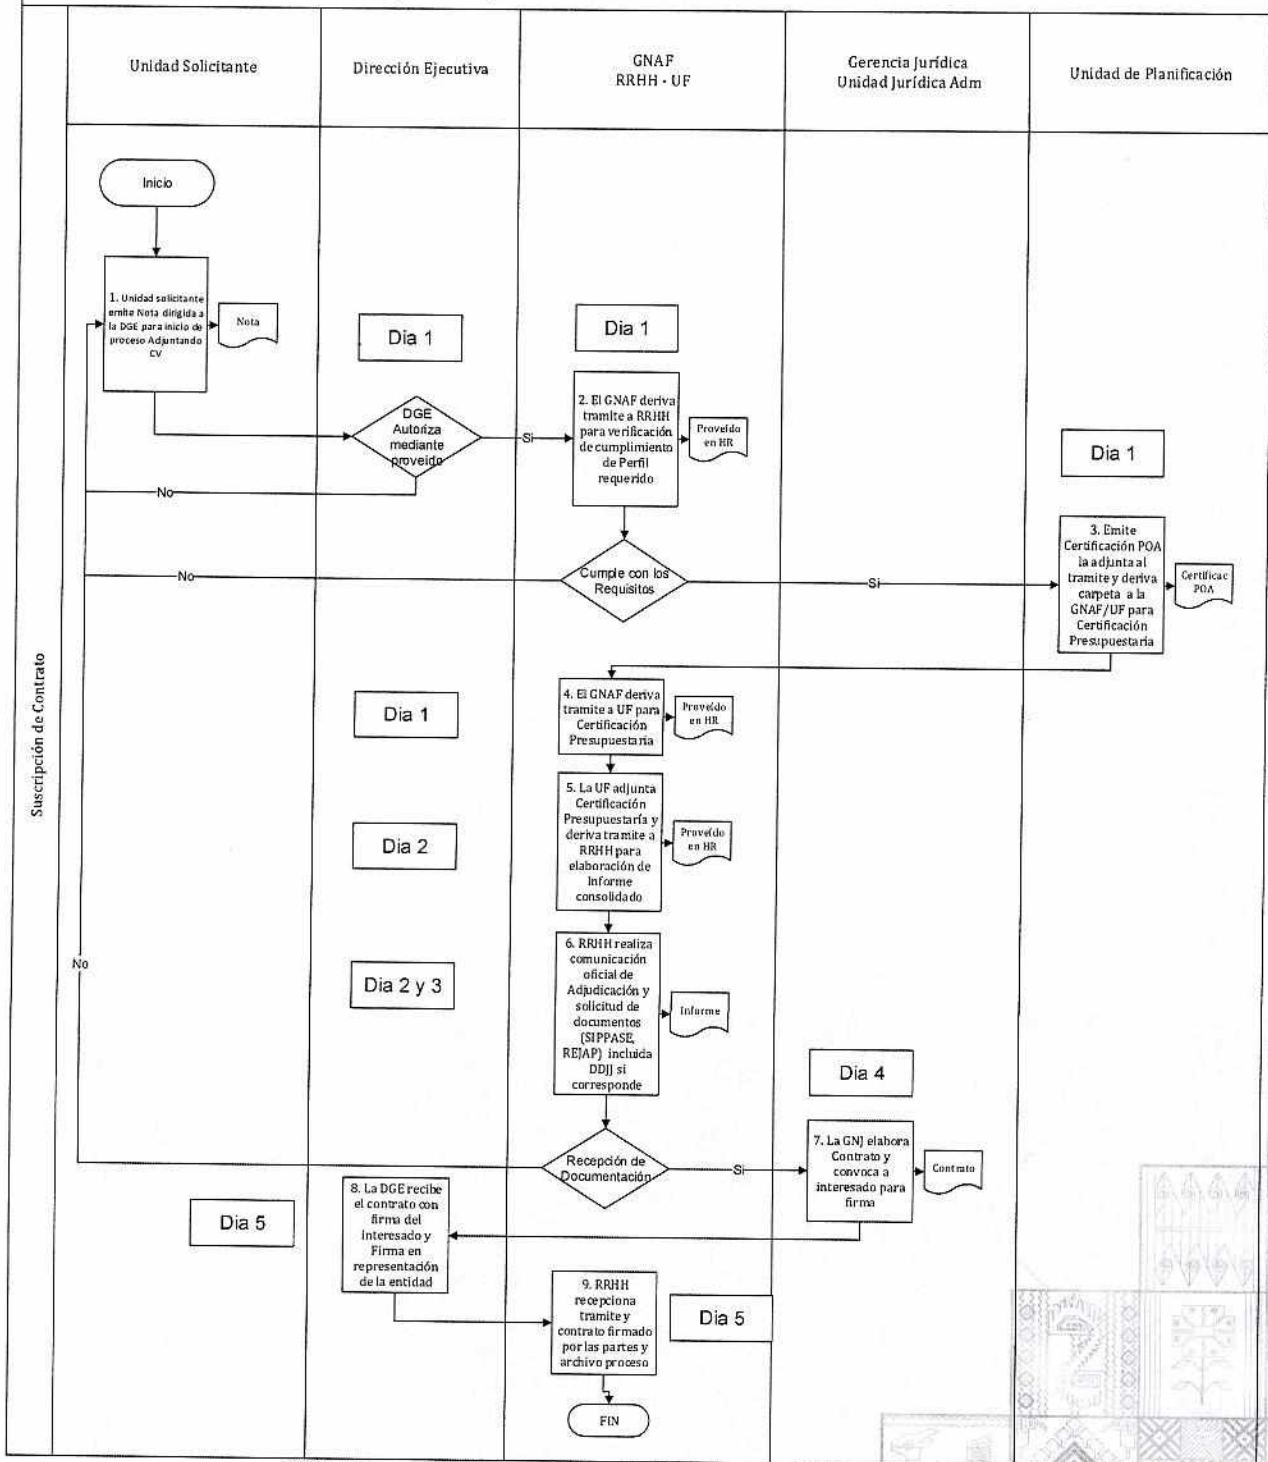 Unidad Solicitante
Dirección Ejecutiva
GNAF
RRHH - UF
Gerencia Jurídica
Unidad Jurídica Adm
Unidad de Planificación
Suscripción de Contrato
Inicio
1. Unidad solicitante
emite Nota dirigida a
la DGE para inicio de
proceso Adjuntando
CV
Nota
Dia 1
DGE
Autoriza
mediante
proveido
Si
No
Dia 1
2. El GNAF deriva
tramite a RRHH
para verificación
de cumplimiento
de Perfil
requerido
Proveído
en HR
Cumple con los
Requisitos
No
Si
Dia 1
3. Emite
Certificación POA
la adjunta al
tramite y deriva
carpeta a la
GNAF/UF para
Certificación
Presupuestaria
Certificac
POA
Dia 1
4. El GNAF deriva
tramite a UF para
Certificación
Presupuestaria
Proveído
en HR
Dia 2
5. La UF adjunta
Certificación
Presupuestaría y
deriva tramite a
RRHH para
elaboración de
Informe
consolidado
Proveído
en HR
Dia 2 y 3
6. RRHH realiza
comunicación
oficial de
Adjudicación y
solicitud de
documentos
(SIPPASE,
REJAP) incluida
DDJJ si
corresponde
Informe
No
Recepción de
Documentación
Si
Dia 4
7. La GNJ elabora
Contrato y
convoca a
interesado para
firma
Contrato
Dia 5
8. La DGE recibe
el contrato con
firma del
interesado y
Firma en
representación
de la entidad
9. RRHH
recepciona
tramite y
contrato firmado
por las partes y
archivo proceso
Dia 5
FIN